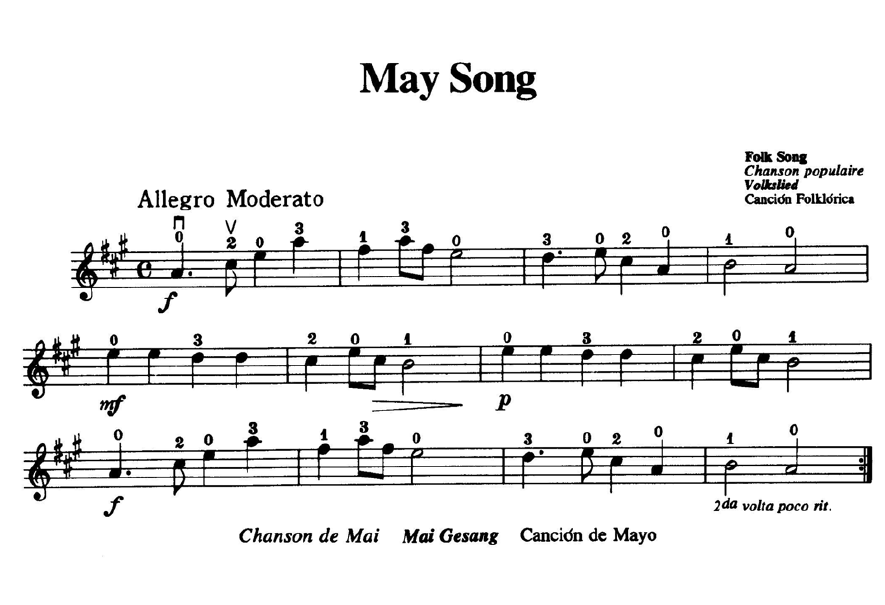 May Song
Folk Song
Chanson populaire
Volkslied
Canción Folklórica
Allegro Moderato
0 2 0 3 1 3 0 3 0 2 0 1 0
f
0 3 2 0 1 0 3 2 0 1
mf p
0 2 0 3 1 3 0 3 0 2 0 1 0
f
2da volta poco rit.
Chanson de Mai Mai Gesang Canción de Mayo